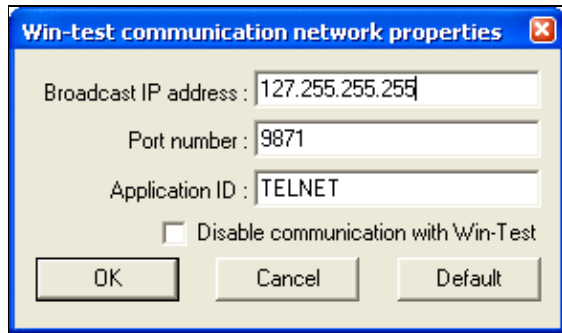 Win-test communication network properties
Broadcast IP address : 127.255.255.255
Port number : 9871
Application ID : TELNET
Disable communication with Win-Test
OK Cancel Default